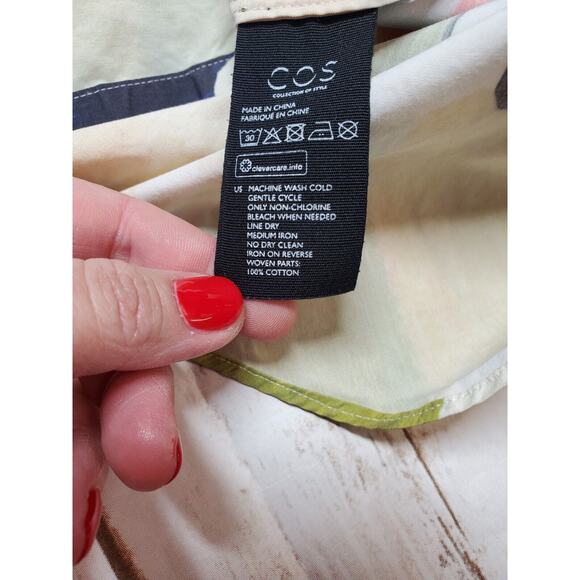 COS
COLLECTION OF STYLE
MADE IN CHINA
FABRIQUÉ EN CHINE
30
clevercare.info
US MACHINE WASH COLD
GENTLE CYCLE
ONLY NON-CHLORINE
BLEACH WHEN NEEDED
LINE DRY
MEDIUM IRON
NO DRY CLEAN
IRON ON REVERSE
WOVEN PARTS:
100% COTTON